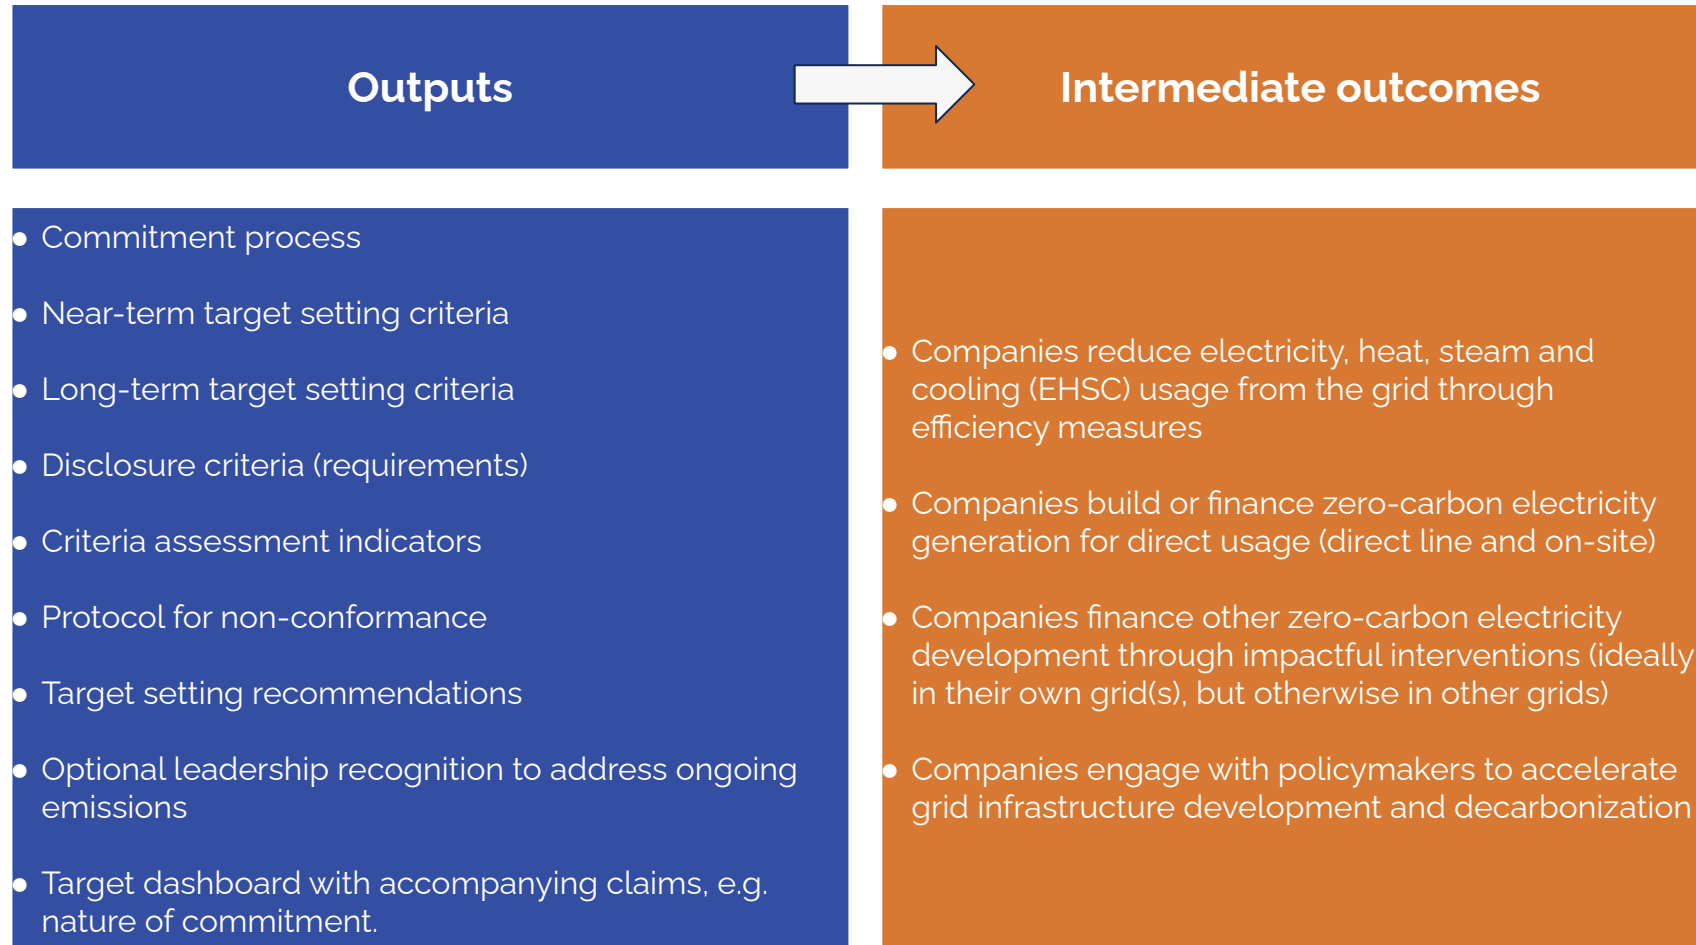 Outputs
Intermediate outcomes
● Commitment process
● Near-term target setting criteria
● Long-term target setting criteria
● Disclosure criteria (requirements)
● Criteria assessment indicators
● Protocol for non-conformance
● Target setting recommendations
● Optional leadership recognition to address ongoing
emissions
● Target dashboard with accompanying claims, e.g.
nature of commitment.
● Companies reduce electricity, heat, steam and
cooling (EHSC) usage from the grid through
efficiency measures
● Companies build or finance zero-carbon electricity
generation for direct usage (direct line and on-site)
● Companies finance other zero-carbon electricity
development through impactful interventions (ideally
in their own grid(s), but otherwise in other grids)
● Companies engage with policymakers to accelerate
grid infrastructure development and decarbonization